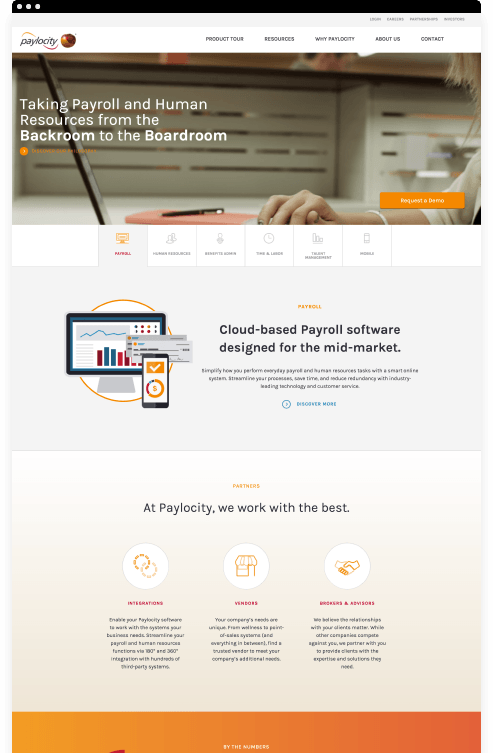 LOGIN CAREERS PARTNERSHIPS INVESTORS
paylocity
PRODUCT TOUR RESOURCES WHY PAYLOCITY ABOUT US CONTACT
Taking Payroll and Human
Resources from the
Backroom to the Boardroom
Request a Demo
PAYROLL
HUMAN RESOURCES
BENEFITS ADMIN
TIME & LABOR
TALENT
MANAGEMENT
MOBILE
PAYROLL
Cloud-based Payroll software
designed for the mid-market.
Simplify how you perform everyday payroll and human resources tasks with a smart online
system. Streamline your processes, save time, and reduce redundancy with industry-
leading technology and customer service.
DISCOVER MORE
PARTNERS
At Paylocity, we work with the best.
INTEGRATIONS
Enable your Paylocity software
to work with the systems your
business needs. Streamline your
payroll and human resources
functions via 180° and 360°
integration with hundreds of
third-party systems.
VENDORS
Your company's needs are
unique. From wellness to point-
of-sales systems (and
everything in between), find a
trusted vendor to meet your
company's additional needs.
BROKERS & ADVISORS
We believe the relationships
with your clients matter. While
other companies compete
against you, we partner with you
to provide clients with the
expertise and solutions they
need.
BY THE NUMBERS